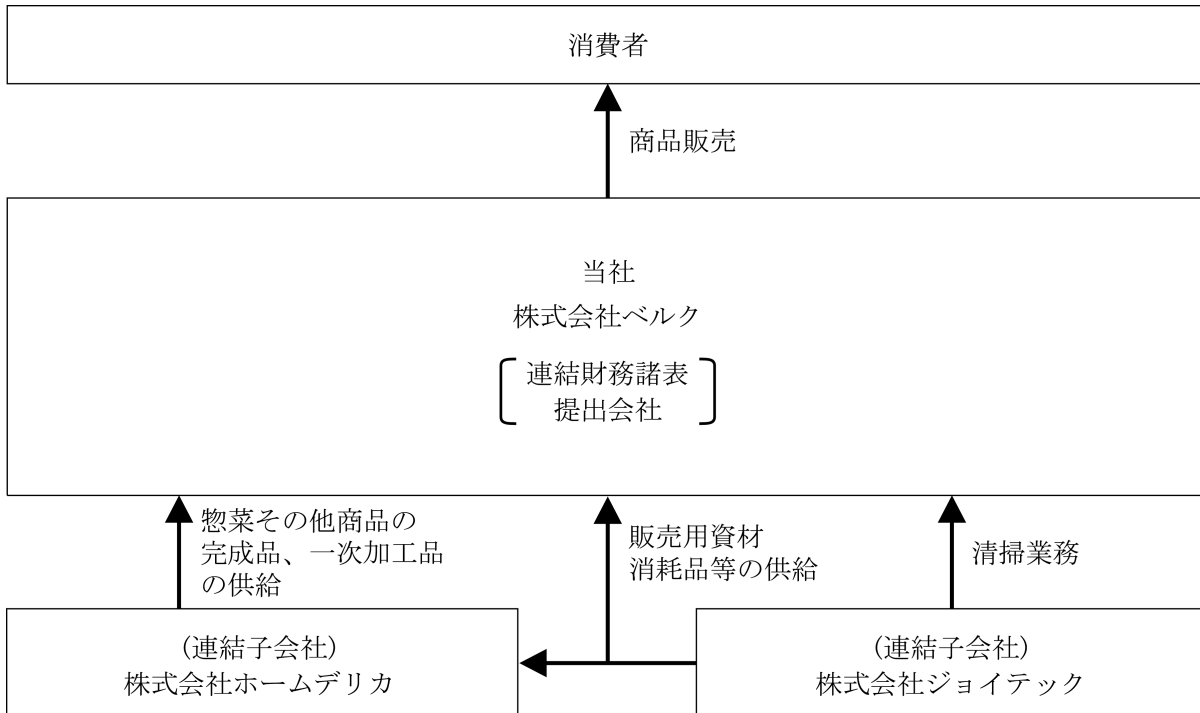 消費者
商品販売
当社
株式会社ベルク
連結財務諸表
提出会社
惣菜その他商品の
完成品、一次加工品
の供給
販売用資材
消耗品等の供給
清掃業務
(連結子会社)
株式会社ホームデリカ
(連結子会社)
株式会社ジョイテック